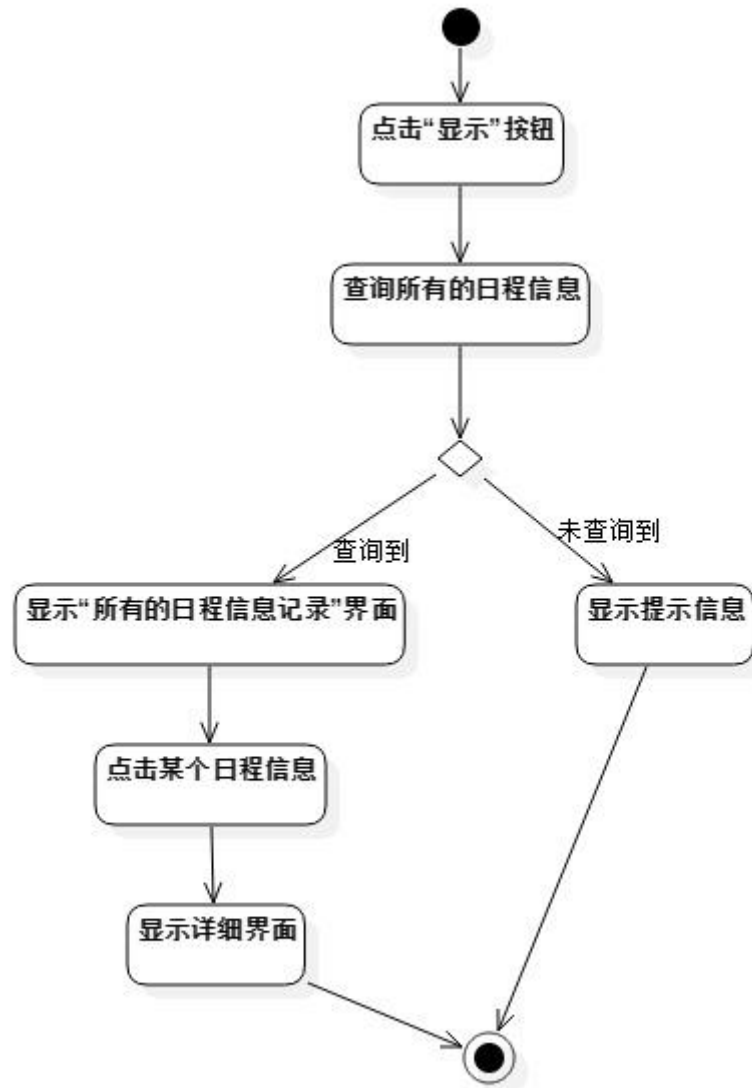 点击“显示”按钮
查询所有的日程信息
查询到
未查询到
显示“所有的日程信息记录”界面
显示提示信息
点击某个日程信息
显示详细界面